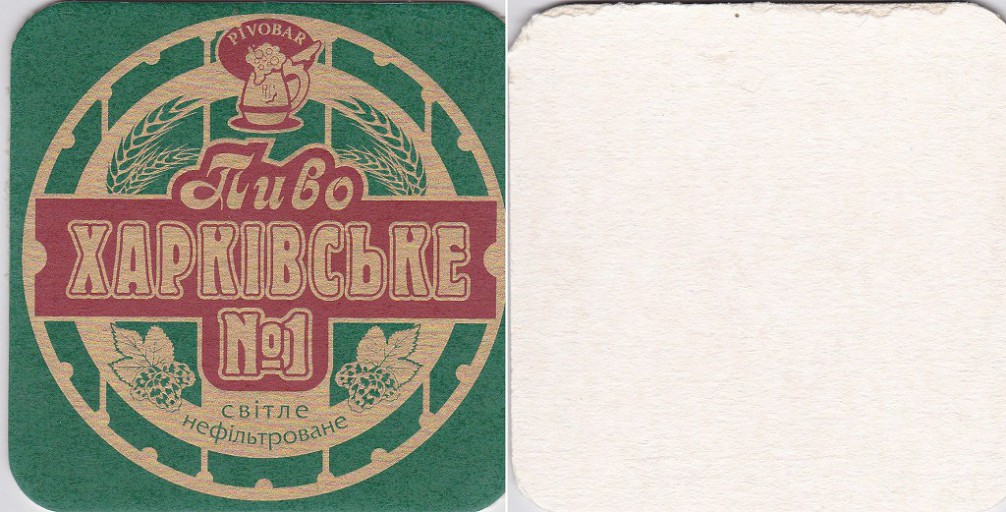 PIVOBAR
Пиво
ХАРКІВСЬКЕ
№1
світле
нефільтроване